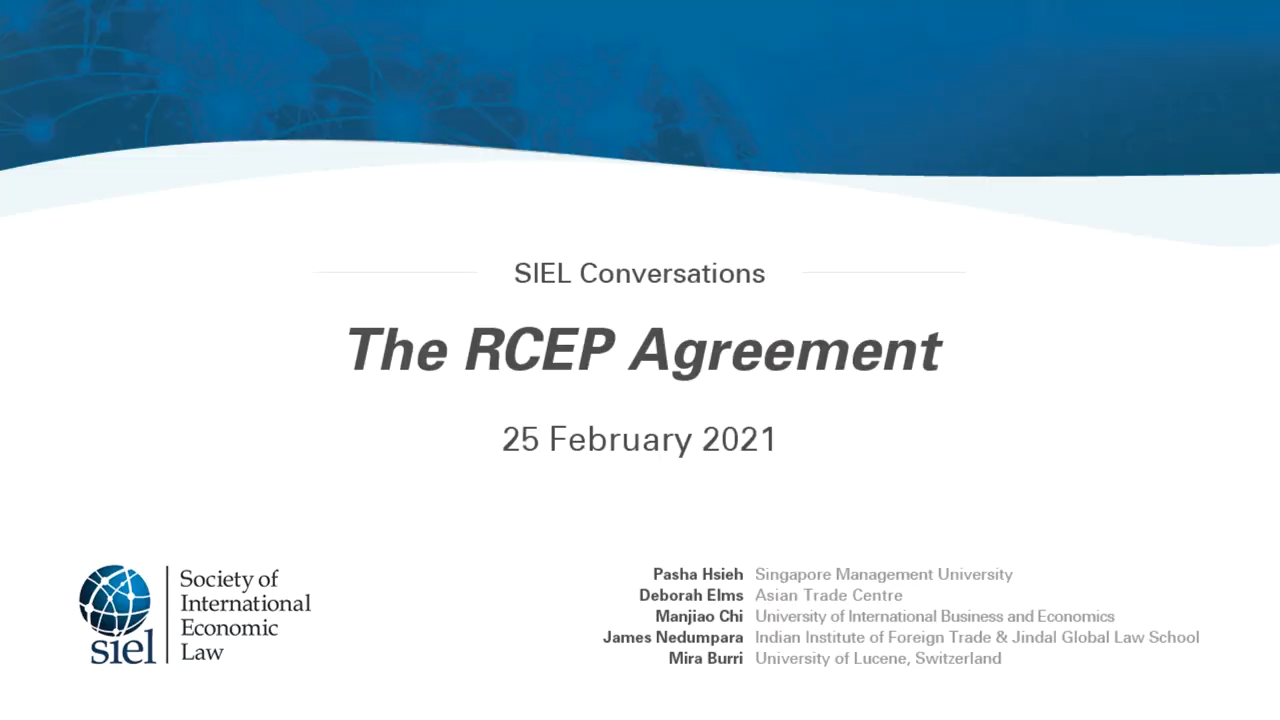 SIEL Conversations
The RCEP Agreement
25 February 2021
siel
Society of
International
Economic
Law
Pasha Hsieh Singapore Management University
Deborah Elms Asian Trade Centre
Manjiao Chi University of International Business and Economics
James Nedumpara Indian Institute of Foreign Trade & Jindal Global Law School
Mira Burri University of Lucene, Switzerland